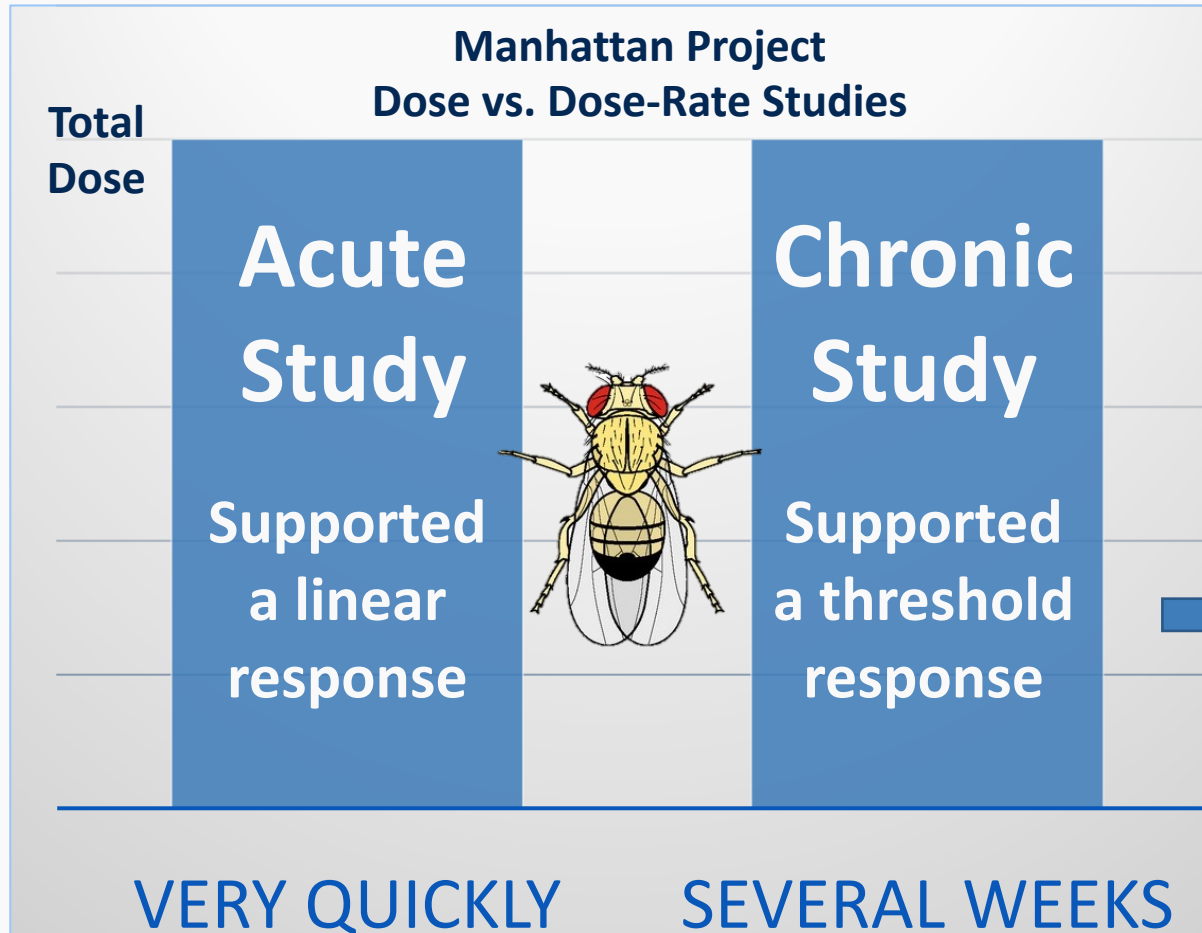 Manhattan Project
Dose vs. Dose-Rate Studies
Total
Dose
Acute
Study
Supported
a linear
response
Chronic
Study
Supported
a threshold
response
VERY QUICKLY
SEVERAL WEEKS